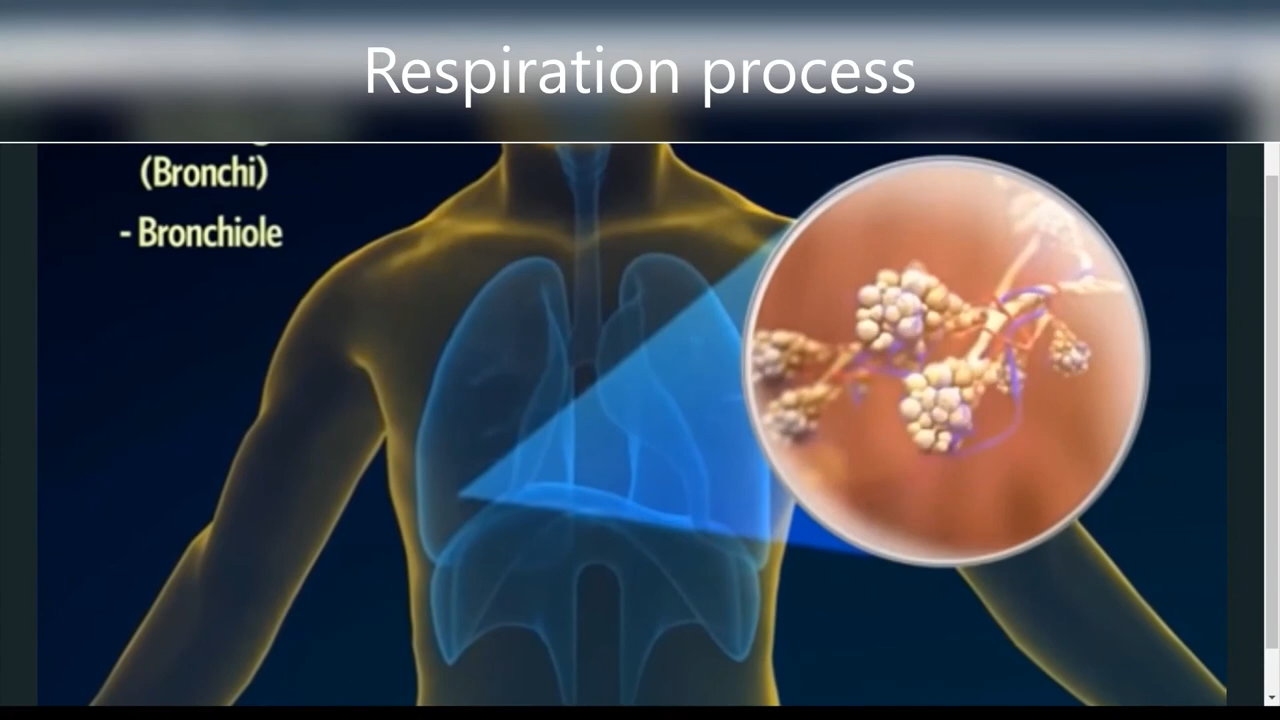 Respiration process
(Bronchi)
- Bronchiole